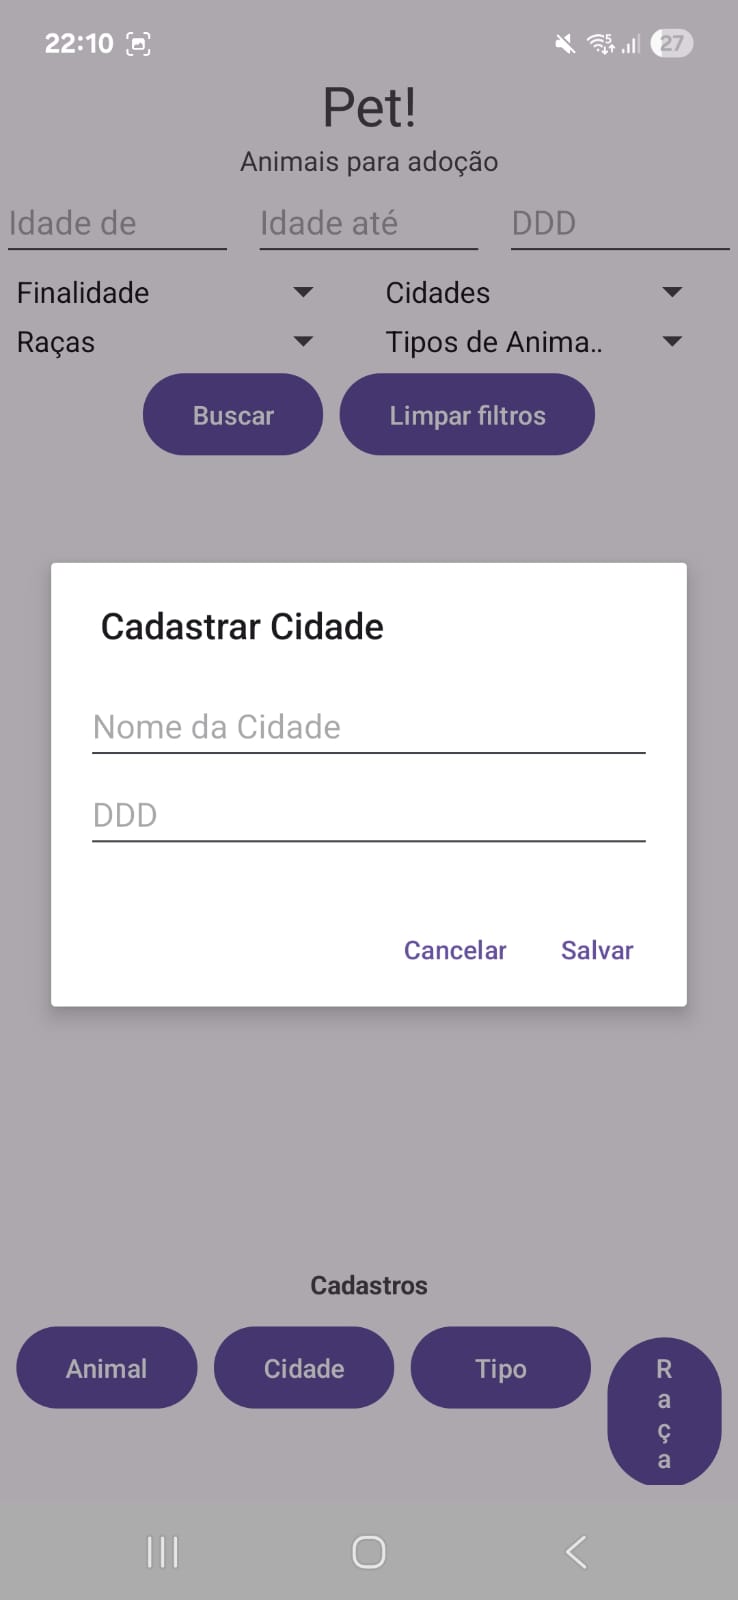 22:10
27
Pet!
Animais para adoção
Idade de Idade até DDD
Finalidade Cidades
Raças Tipos de Anima..
Buscar Limpar filtros
Cadastrar Cidade
Nome da Cidade
DDD
Cancelar Salvar
Cadastros
Animal Cidade Tipo Raça